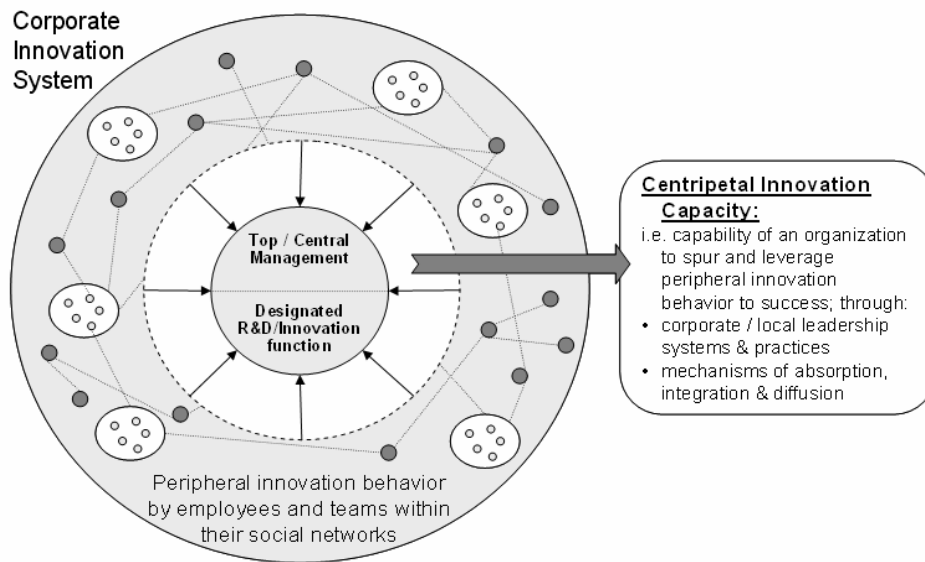 Corporate
Innovation
System
Top / Central
Management
Designated
R&D/Innovation
function
Peripheral innovation behavior
by employees and teams within
their social networks
Centripetal Innovation
Capacity:
i.e. capability of an organization
to spur and leverage
peripheral innovation
behavior to success; through:
• corporate / local leadership
systems & practices
• mechanisms of absorption,
integration & diffusion